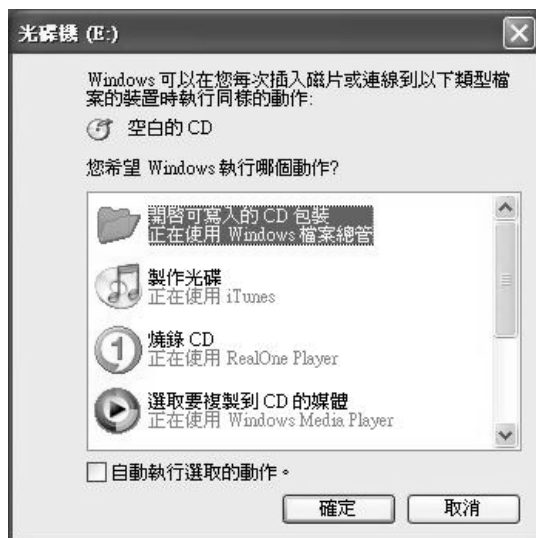 光碟機 (E:)
Windows 可以在您每次插入磁片或連線到以下類型檔
案的裝置時執行同樣的動作:
空白的 CD
您希望 Windows 執行哪個動作?
開啓可寫入的 CD 包裝
正在使用 Windows 檔案總管
製作光碟
正在使用 iTunes
燒錄 CD
正在使用 RealOne Player
選取要複製到 CD 的媒體
正在使用 Windows Media Player
自動執行選取的動作。
確定
取消